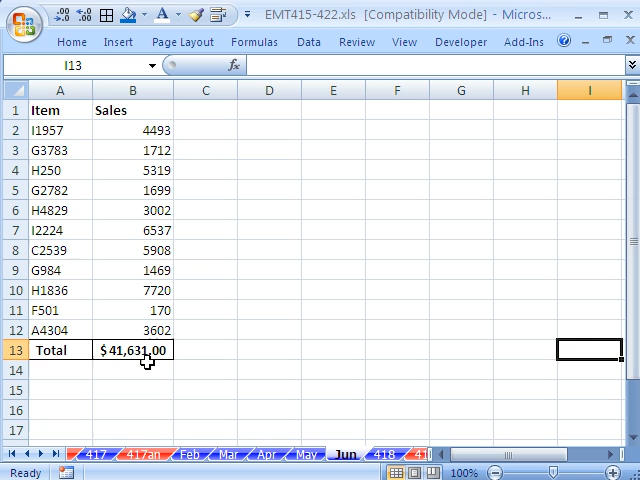 EMT415-422.xls [Compatibility Mode] - Micros...
Home Insert Page Layout Formulas Data Review View Developer Add-Ins
I13 fx
A B C D E F G H I
1 Item Sales
2 I1957 4493
3 G3783 1712
4 H250 5319
5 G2782 1699
6 H4829 3002
7 I2224 6537
8 C2539 5908
9 G984 1469
10 H1836 7720
11 F501 170
12 A4304 3602
13 Total $ 41,631.00
14
15
16
17
417 417an Feb Mar Apr May Jun 418 41
Ready 100%